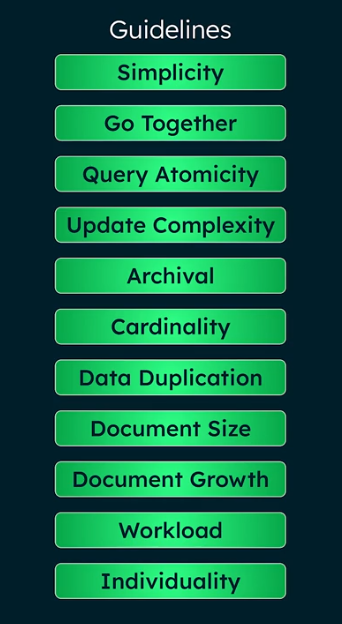 Guidelines
Simplicity
Go Together
Query Atomicity
Update Complexity
Archival
Cardinality
Data Duplication
Document Size
Document Growth
Workload
Individuality